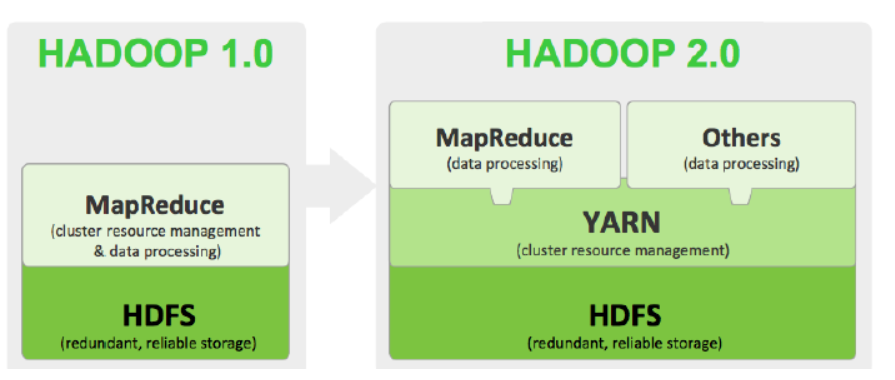 HADOOP 1.0
MapReduce
(cluster resource management
& data processing)
HDFS
(redundant, reliable storage)
HADOOP 2.0
MapReduce
(data processing)
Others
(data processing)
YARN
(cluster resource management)
HDFS
(redundant, reliable storage)